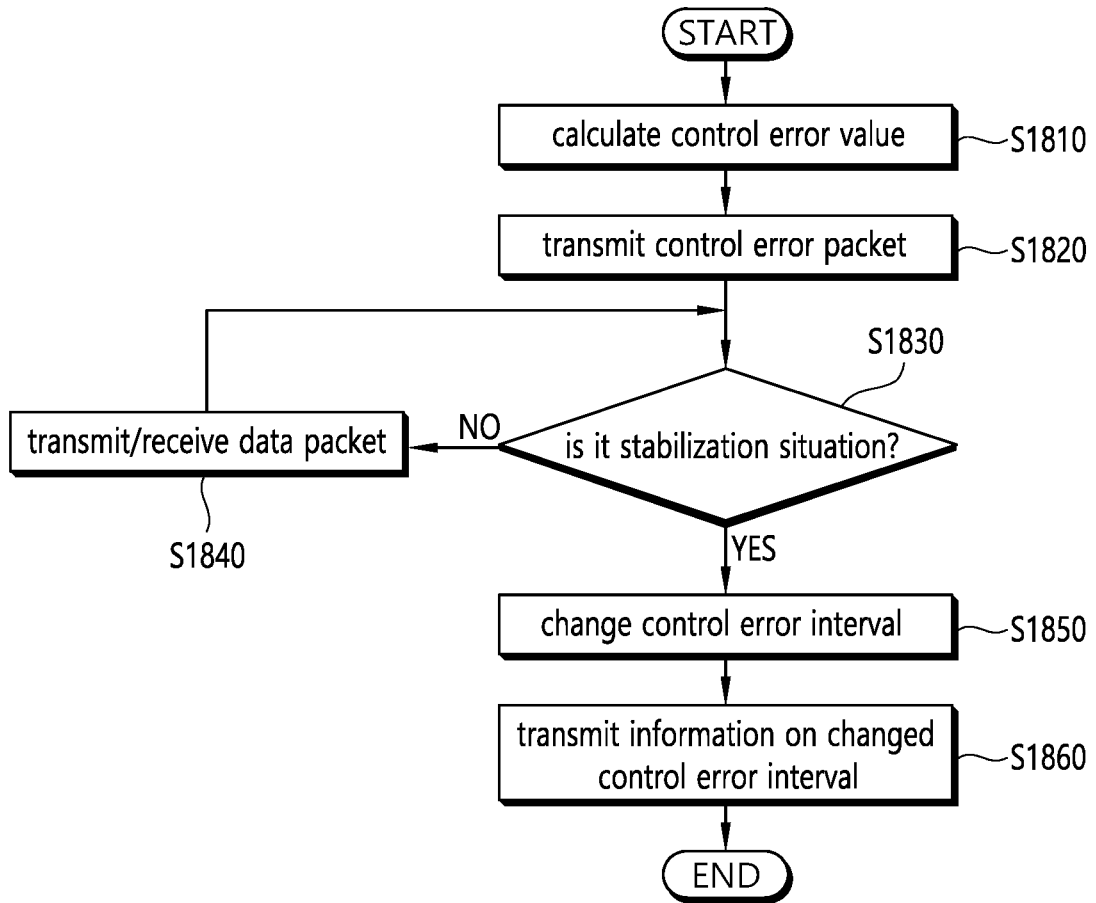 START
calculate control error value
S1810
transmit control error packet
S1820
S1830
is it stabilization situation?
NO
transmit/receive data packet
S1840
YES
change control error interval
S1850
transmit information on changed
control error interval
S1860
END